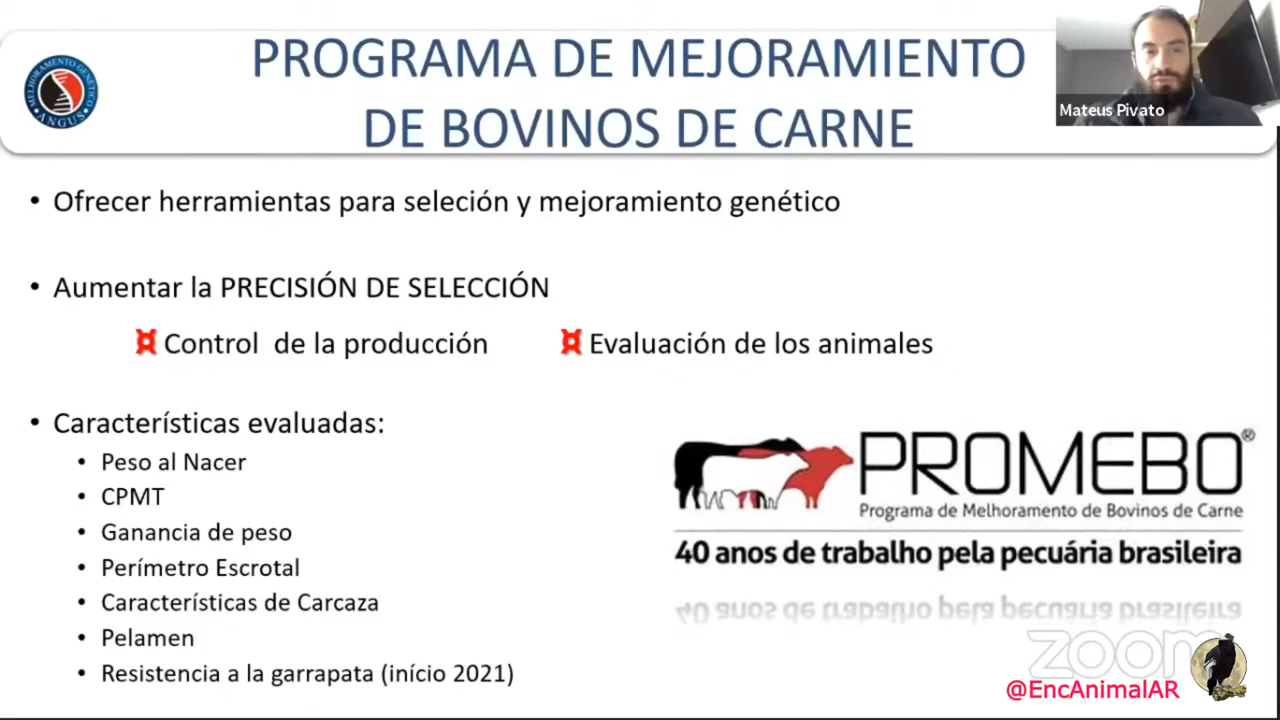 PROGRAMA DE MEJORAMIENTO
DE BOVINOS DE CARNE
MELHORAMENTO GENÉTICO
ANGUS
Mateus Pivato
• Ofrecer herramientas para seleción y mejoramiento genético
• Aumentar la PRECISIÓN DE SELECCIÓN
Control de la producción
Evaluación de los animales
• Características evaluadas:
• Peso al Nacer
• CPMT
• Ganancia de peso
• Perímetro Escrotal
• Características de Carcaza
• Pelamen
• Resistencia a la garrapata (início 2021)
PROMEBO®
Programa de Melhoramento de Bovinos de Carne
40 anos de trabalho pela pecuária brasileira
zoom
@EncAnimalAR